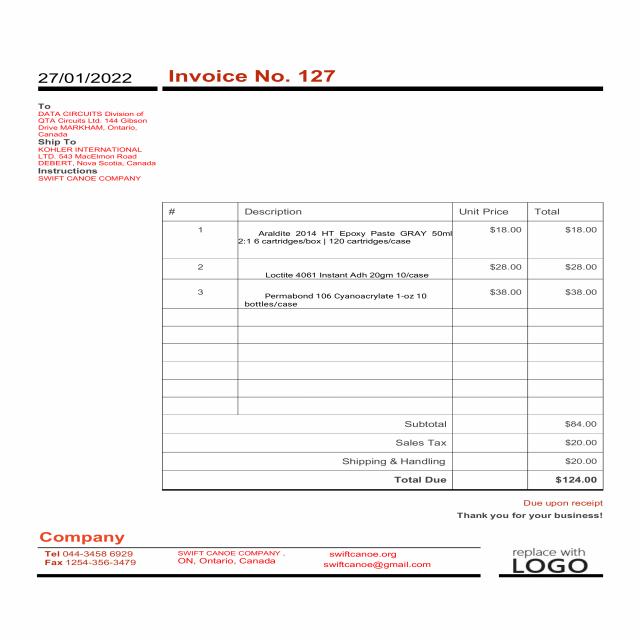 27/01/2022
Invoice No. 127
To
DATA CIRCUITS Division of
QTA Circuits Ltd. 144 Gibson
Drive MARKHAM, Ontario,
Canada
Ship To
KOHLER INTERNATIONAL
LTD. 543 MacElmon Road
DEBERT, Nova Scotia, Canada
Instructions
SWIFT CANOE COMPANY
# Description Unit Price Total
1 Araldite 2014 HT Epoxy Paste GRAY 50ml $18.00 $18.00
2:1 6 cartridges/box | 120 cartridges/case
2 $28.00 $28.00
Loctite 4061 Instant Adh 20gm 10/case
3 Permabond 106 Cyanoacrylate 1-oz 10 $38.00 $38.00
bottles/case
Subtotal $84.00
Sales Tax $20.00
Shipping & Handling $20.00
Total Due $124.00
Due upon receipt
Thank you for your business!
Company
Tel 044-3458 6929
Fax 1254-356-3479
SWIFT CANOE COMPANY ,
ON, Ontario, Canada
swiftcanoe.org
swiftcanoe@gmail.com
replace with
LOGO